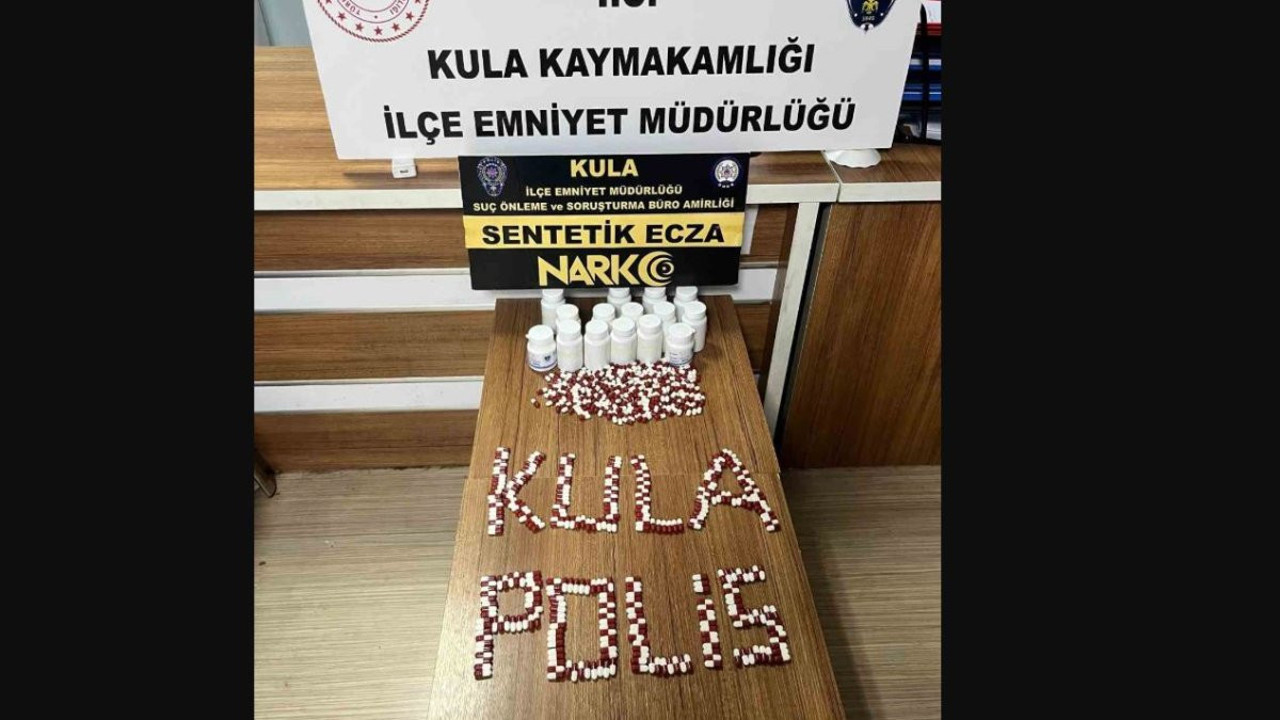 KULA KAYMAKAMLIĞI
İLÇE EMNİYET MÜDÜRLÜĞÜ
KULA
İLÇE EMNİYET MÜDÜRLÜĞÜ
SUÇ ÖNLEME ve SORUŞTURMA BÜRO AMİRLİĞİ
SENTETİK ECZA
NARKO
KULA
POLİS